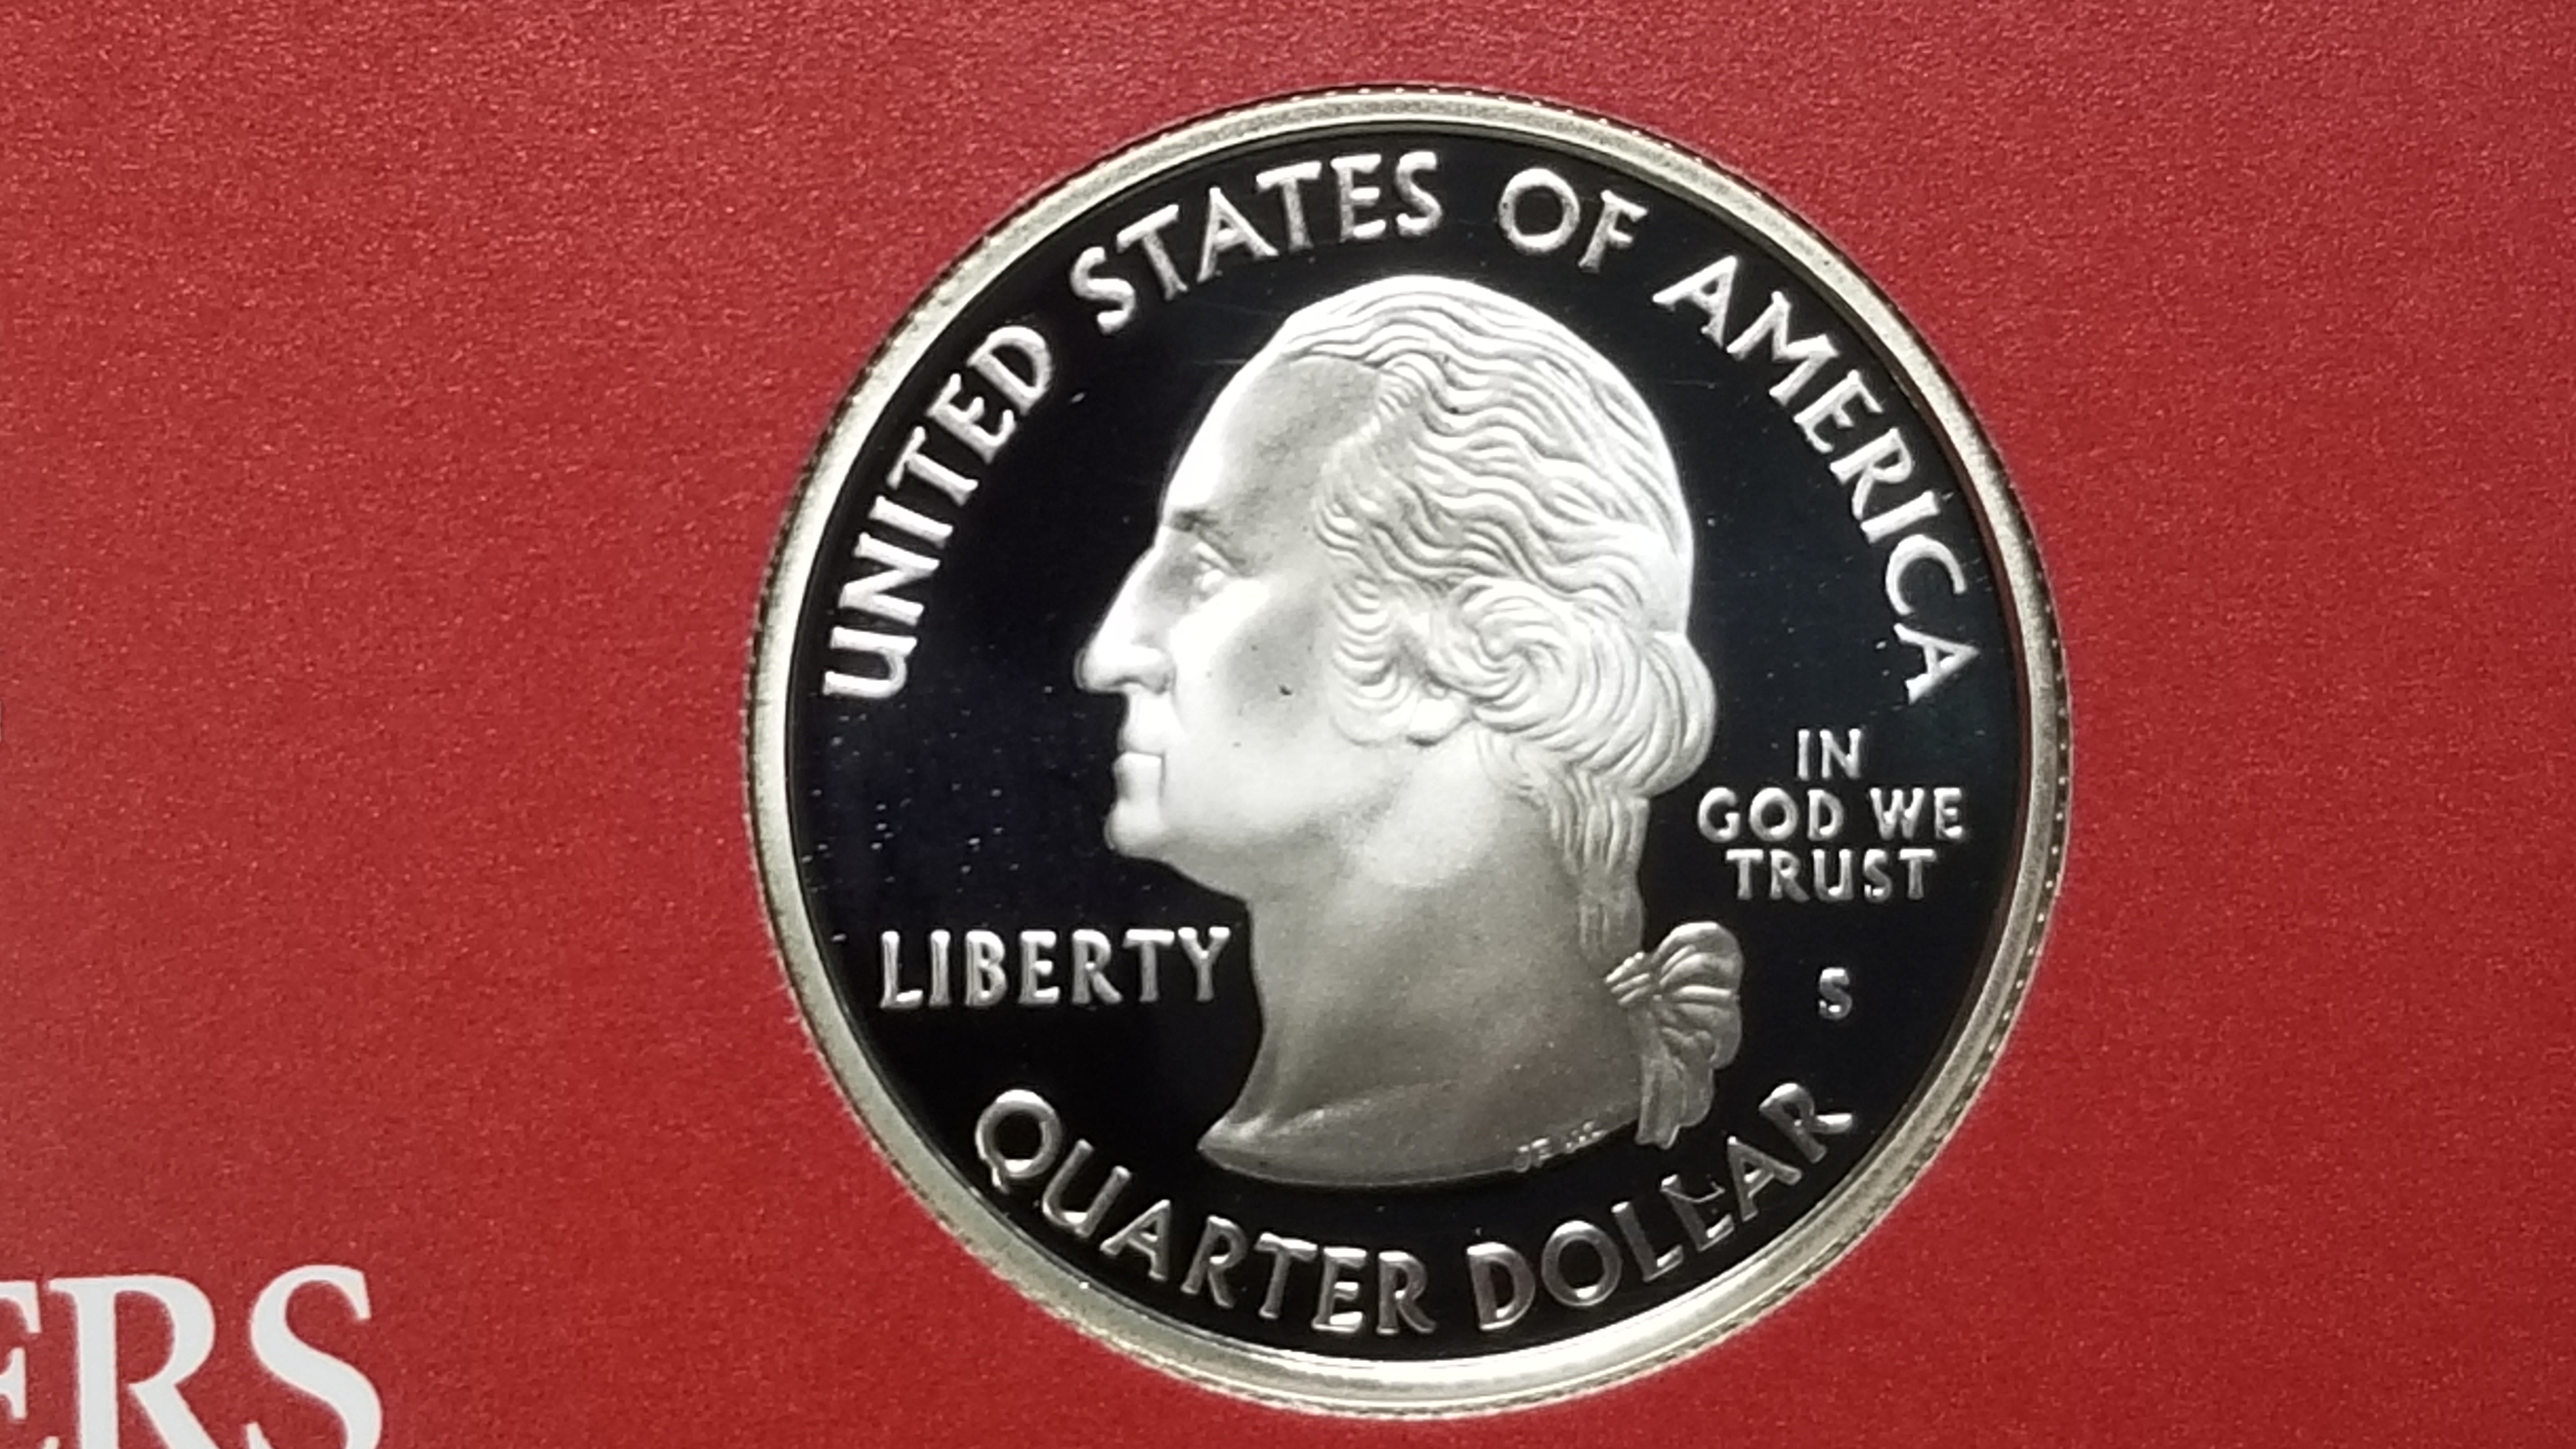 UNITED STATES OF AMERICA
IN
GOD WE
TRUST
LIBERTY
S
QUARTER DOLLAR
ERS